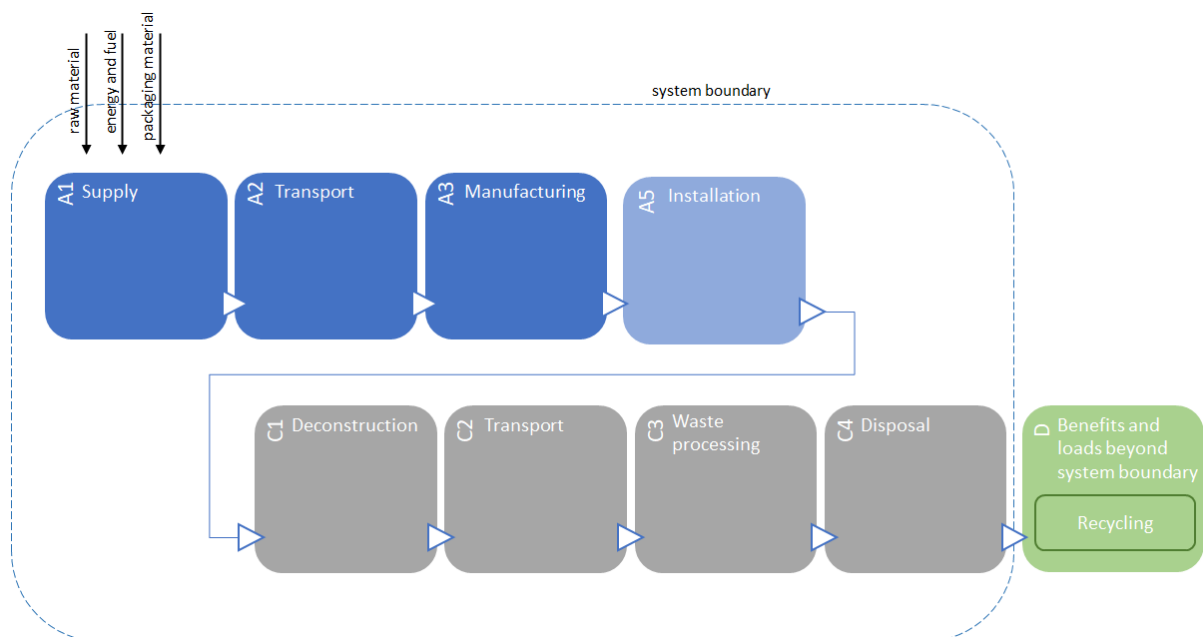 raw material
energy and fuel
packaging material
system boundary
A1 Supply
A2 Transport
A3 Manufacturing
A5 Installation
C1 Deconstruction
C2 Transport
C3 Waste
processing
C4 Disposal
D Benefits and
loads beyond
system boundary
Recycling